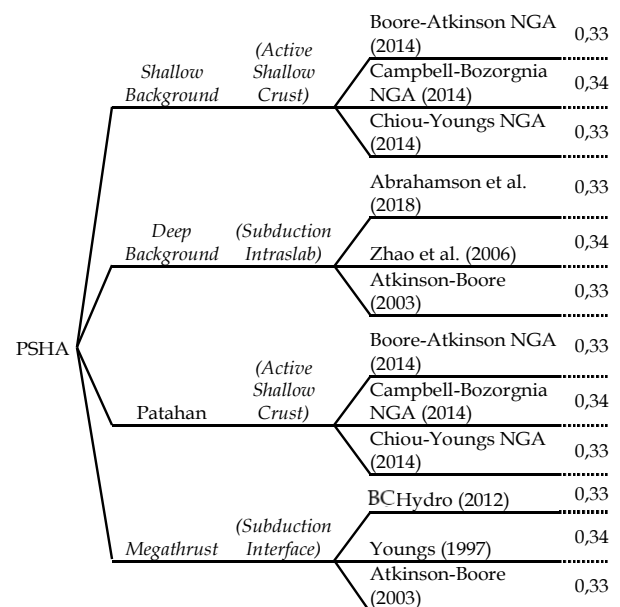 PSHA
Shallow
Background
(Active
Shallow
Crust)
Boore-Atkinson NGA
(2014)
0,33
Campbell-Bozorgnia
NGA (2014)
0,34
Chiou-Youngs NGA
(2014)
0,33
Deep
Background
(Subduction
Intraslab)
Abrahamson et al.
(2018)
0,33
Zhao et al. (2006)
0,34
Atkinson-Boore
(2003)
0,33
Patahan
(Active
Shallow
Crust)
Boore-Atkinson NGA
(2014)
0,33
Campbell-Bozorgnia
NGA (2014)
0,34
Chiou-Youngs NGA
(2014)
0,33
Megathrust
(Subduction
Interface)
BCHydro (2012)
0,33
Youngs (1997)
0,34
Atkinson-Boore
(2003)
0,33